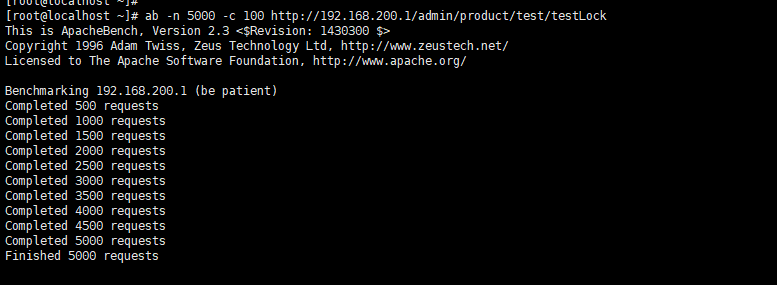 [root@localhost ~]#
[root@localhost ~]# ab -n 5000 -c 100 http://192.168.200.1/admin/product/test/testLock
This is ApacheBench, Version 2.3 <$Revision: 1430300 $>
Copyright 1996 Adam Twiss, Zeus Technology Ltd, http://www.zeustech.net/
Licensed to The Apache Software Foundation, http://www.apache.org/

Benchmarking 192.168.200.1 (be patient)
Completed 500 requests
Completed 1000 requests
Completed 1500 requests
Completed 2000 requests
Completed 2500 requests
Completed 3000 requests
Completed 3500 requests
Completed 4000 requests
Completed 4500 requests
Completed 5000 requests
Finished 5000 requests